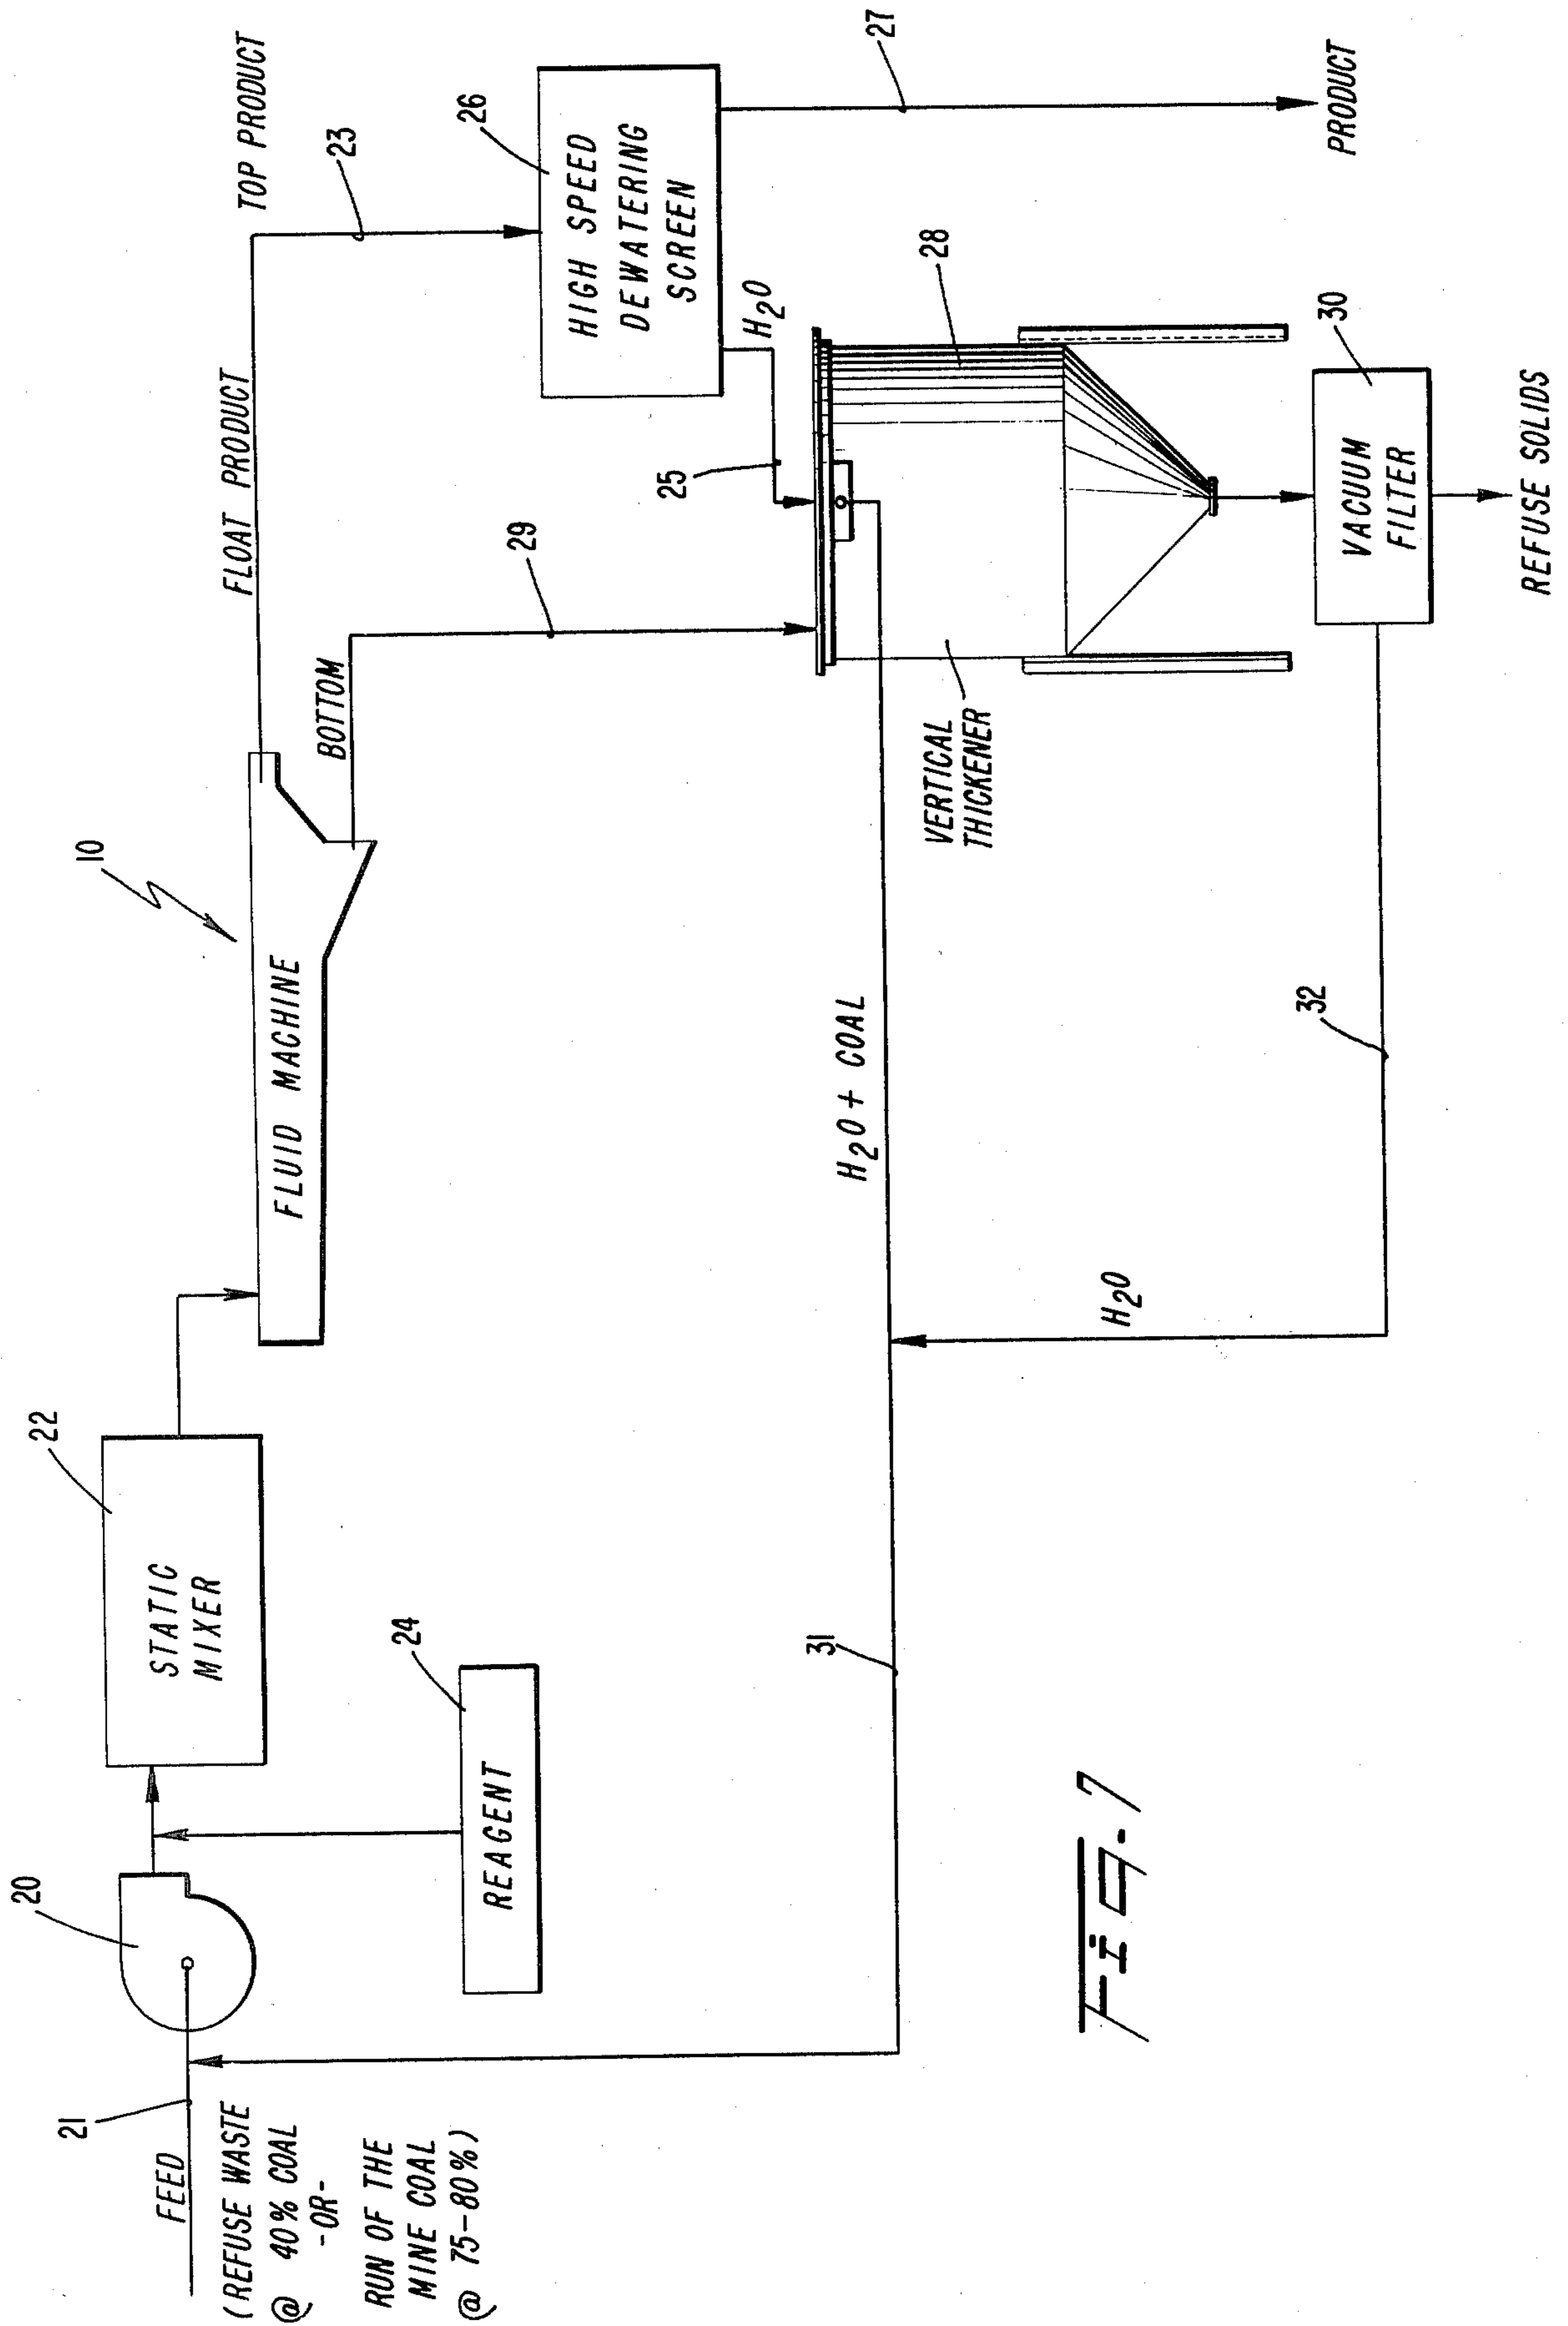 TOP PRODUCT
FLOAT PRODUCT
23
26
HIGH SPEED
DEWATERING
SCREEN
27
PRODUCT
H2O
25
29
BOTTOM
10
FLUID MACHINE
22
STATIC
MIXER
24
REAGENT
20
21
FEED
(REFUSE WASTE
@ 40% COAL
-OR-
RUN OF THE
MINE COAL
@ 75-80%)
28
VERTICAL
THICKENER
H2O + COAL
31
30
VACUUM
FILTER
REFUSE SOLIDS
32
H2O
FIG-7